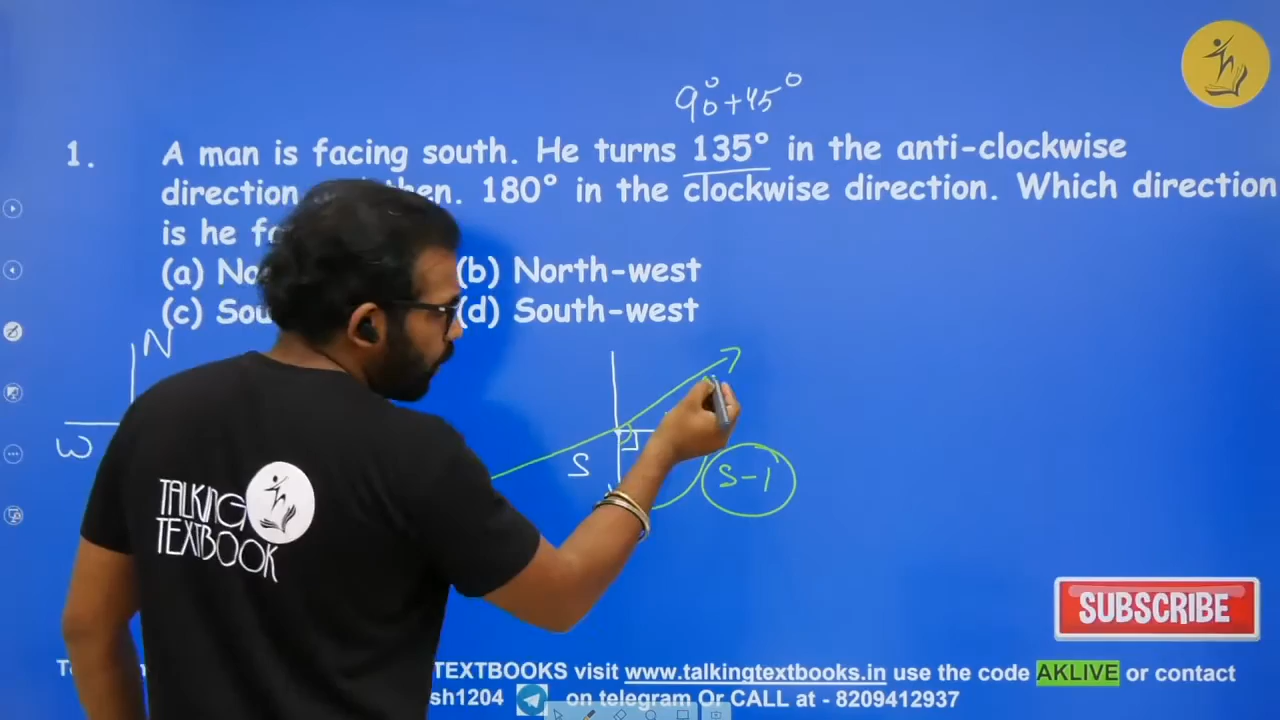 90°+45°
1. A man is facing south. He turns 135° in the anti-clockwise
direction then. 180° in the clockwise direction. Which direction
is he
(a) (b) North-west
(c) (d) South-west
N
W
S
S-1
TALKING
TEXTBOOK
SUBSCRIBE
TEXTBOOKS visit www.talkingtextbooks.in use the code AKLIVE or contact
sh1204 on telegram Or CALL at - 8209412937